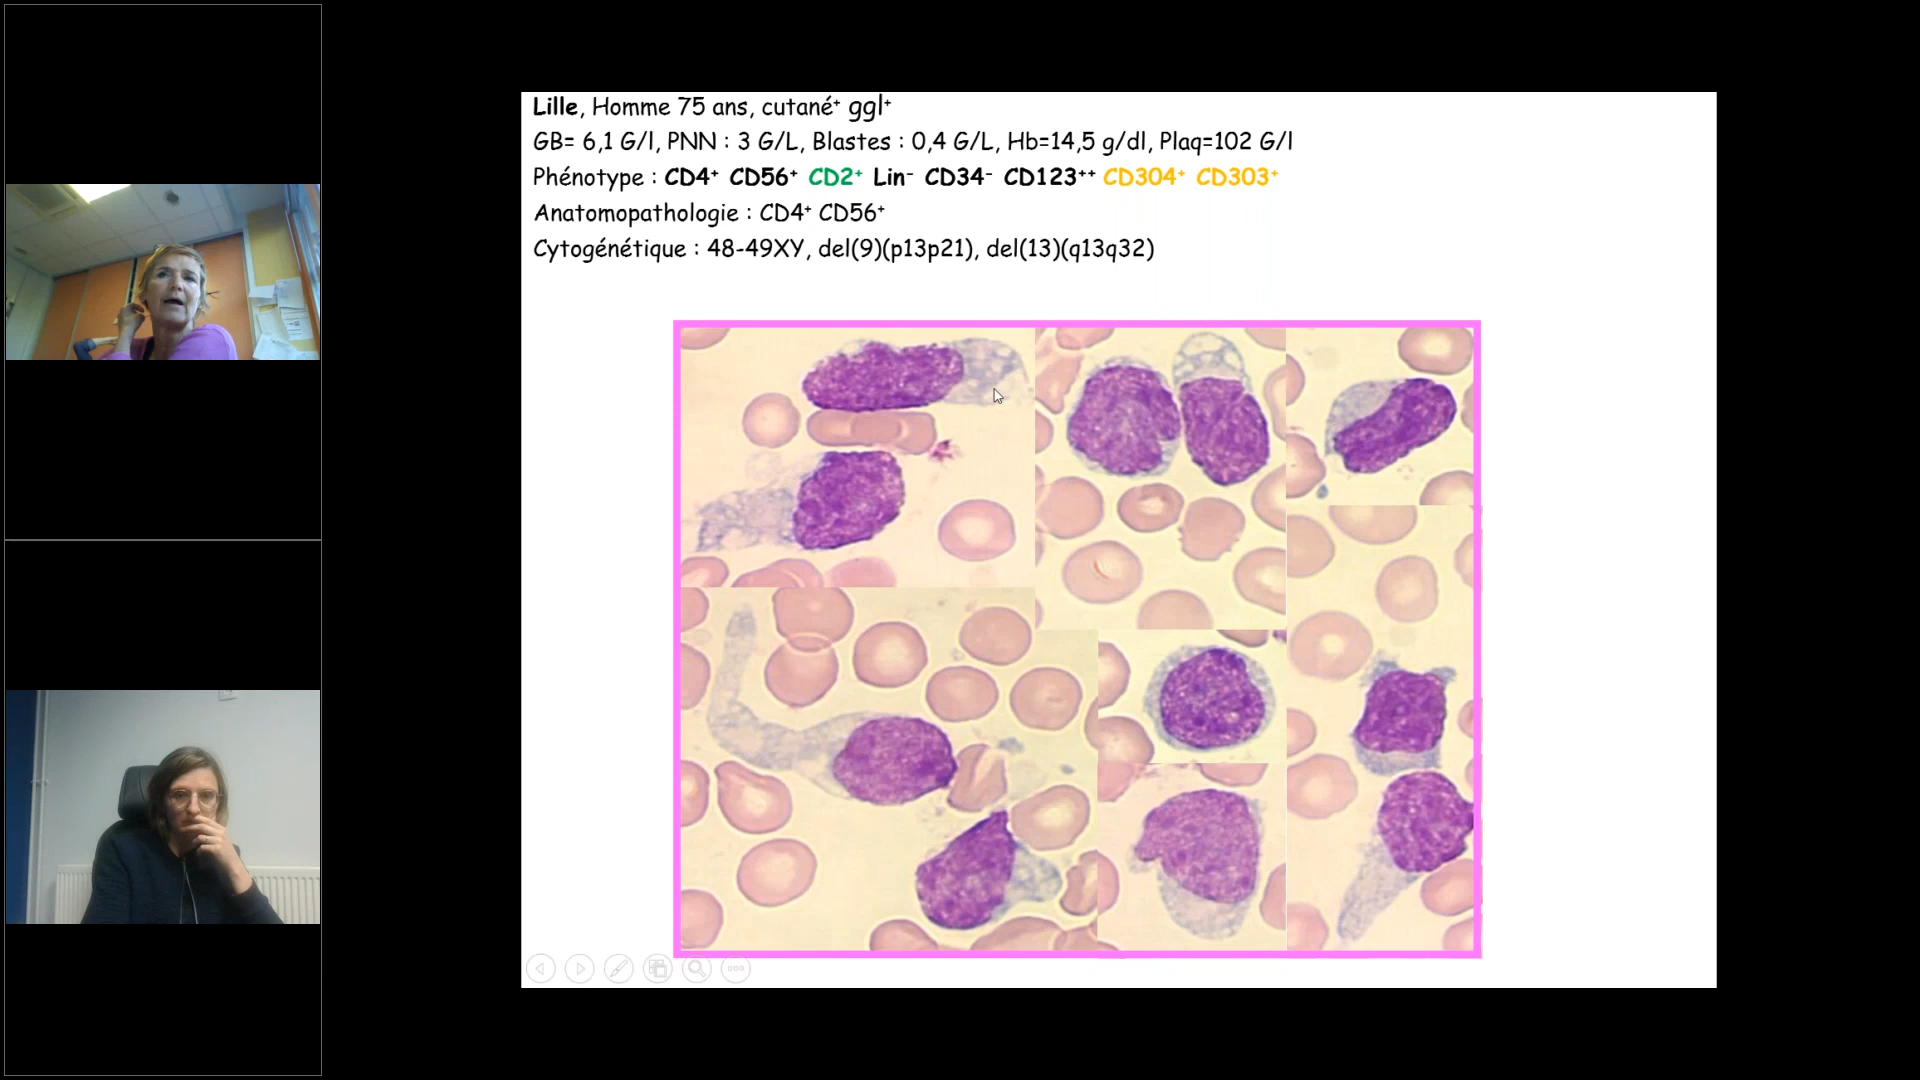 Lille, Homme 75 ans, cutané⁺ ggl⁺
GB= 6,1 G/l, PNN : 3 G/L, Blastes : 0,4 G/L, Hb=14,5 g/dl, Plaq=102 G/l
Phénotype : CD4⁺ CD56⁺ CD2⁺ Lin⁻ CD34⁻ CD123⁺⁺ CD304⁺ CD303⁺
Anatomopathologie : CD4⁺ CD56⁺
Cytogénétique : 48-49XY, del(9)(p13p21), del(13)(q13q32)